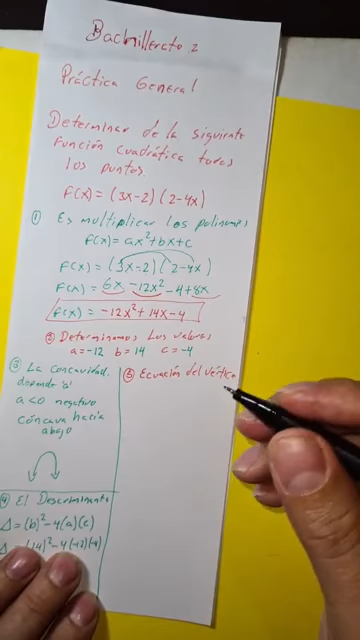 Bachillerato 2
Práctica General
Determinar de la siguiente
función cuadrática todos
los puntos.
F(x) = (3x-2)(2-4x)
① Es multiplicar los polinomios
F(x) = ax²+bx+c
F(x) = (3x-2)(2-4x)
F(x) = 6x -12x² -4+8x
F(x) = -12x²+14x-4
② Determinamos los valores
a=-12 b=14 c=-4
③ La concavidad,
depende "a"
a<0 negativo
cóncava hacia
abajo
④ El Descriminante
Δ=(b)²-4(a)(c)
Δ=(14)²-4(-12)(-4)
⑤ Ecuación del vértice